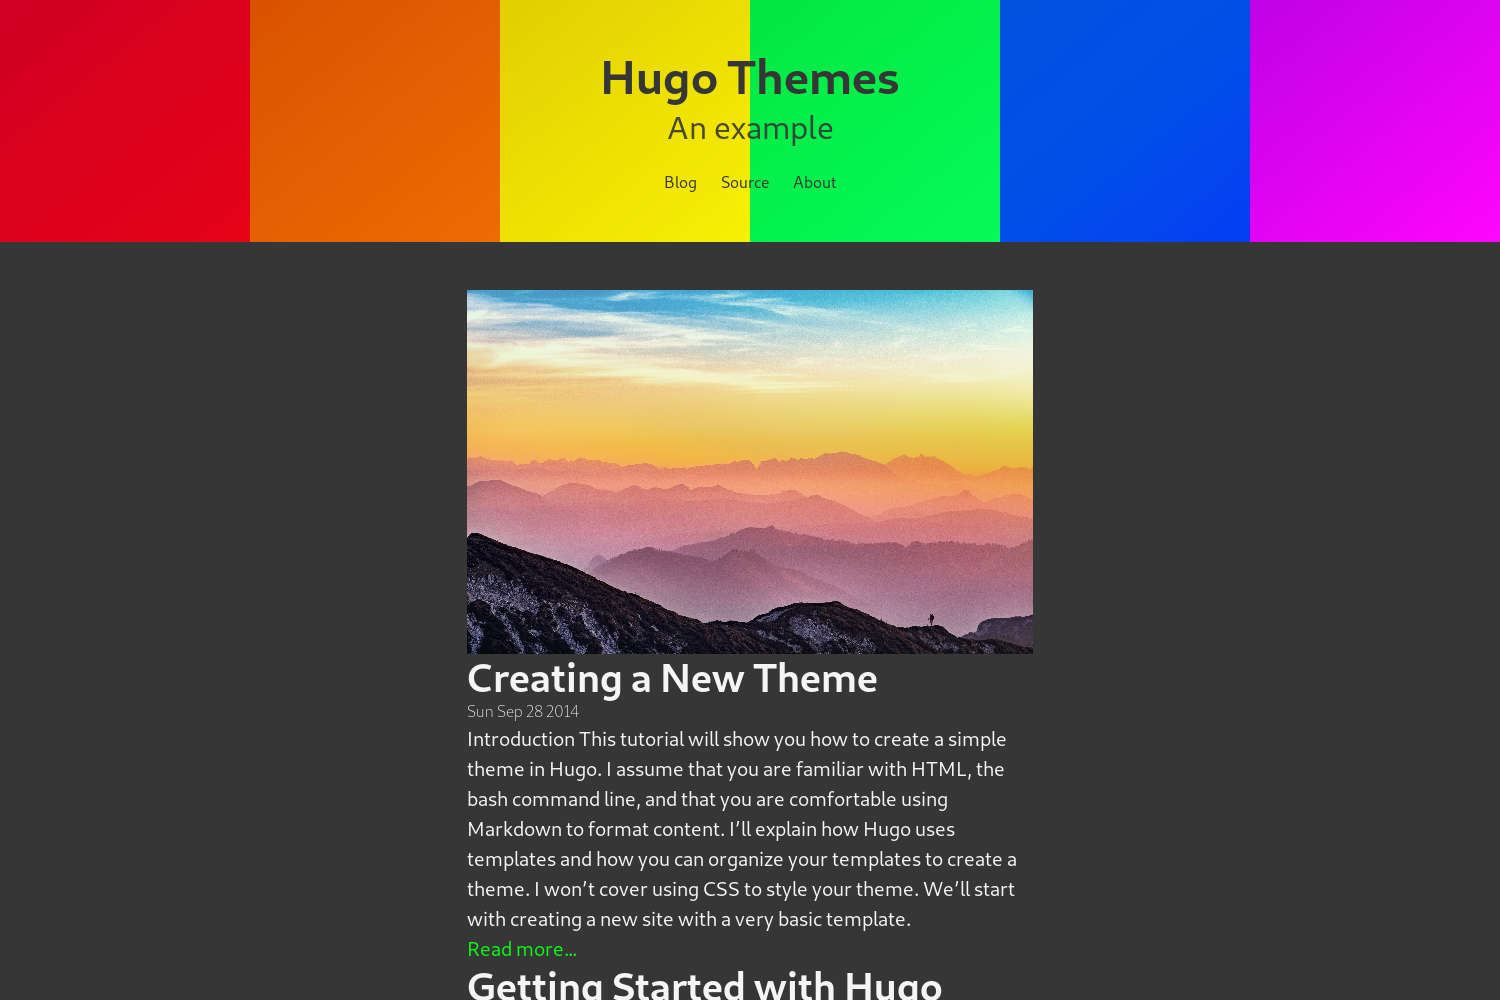 Hugo Themes
An example
Blog Source About
Creating a New Theme
Sun Sep 28 2014
Introduction This tutorial will show you how to create a simple
theme in Hugo. I assume that you are familiar with HTML, the
bash command line, and that you are comfortable using
Markdown to format content. I’ll explain how Hugo uses
templates and how you can organize your templates to create a
theme. I won’t cover using CSS to style your theme. We’ll start
with creating a new site with a very basic template.
Read more…
Getting Started with Hugo